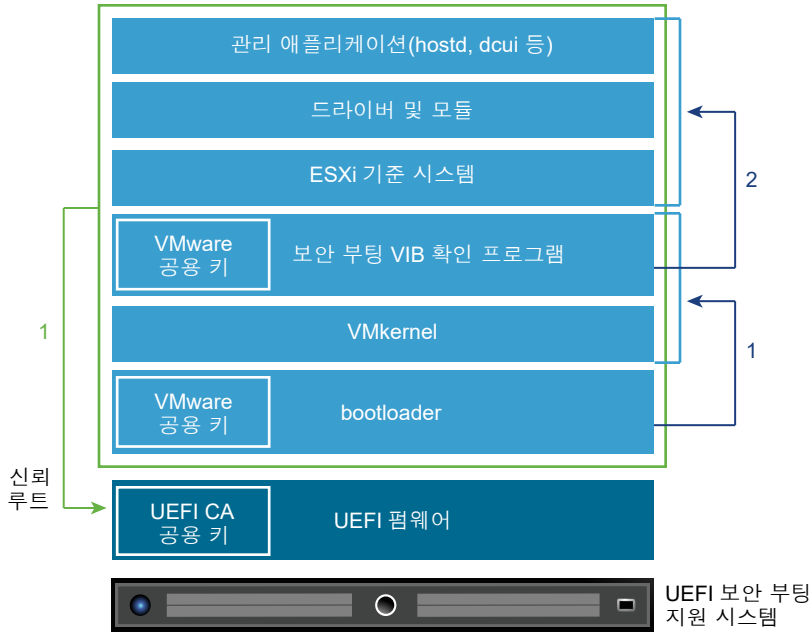 관리 애플리케이션(hostd, dcui 등)
드라이버 및 모듈
2
ESXi 기준 시스템
VMware
공용 키
보안 부팅 VIB 확인 프로그램
1
VMkernel
1
VMware
공용 키
bootloader
신뢰
루트
UEFI CA
공용 키
UEFI 펌웨어
UEFI 보안 부팅
지원 시스템